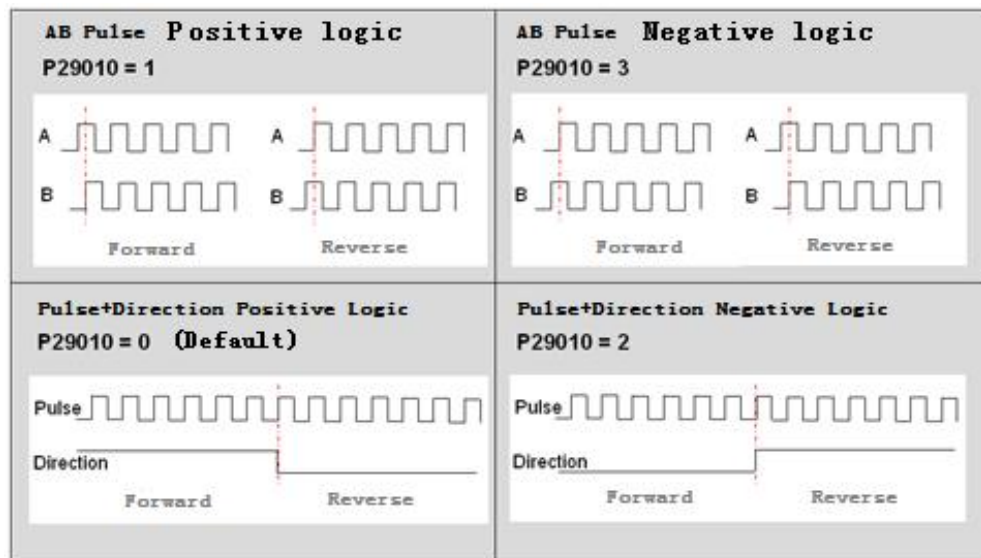 AB Pulse Positive logic
P29010 = 1
A
B
A
B
Forward
Reverse
AB Pulse Negative logic
P29010 = 3
A
B
A
B
Forward
Reverse
Pulse+Direction Positive Logic
P29010 = 0 (Default)
Pulse
Direction
Forward
Reverse
Pulse+Direction Negative Logic
P29010 = 2
Pulse
Direction
Forward
Reverse